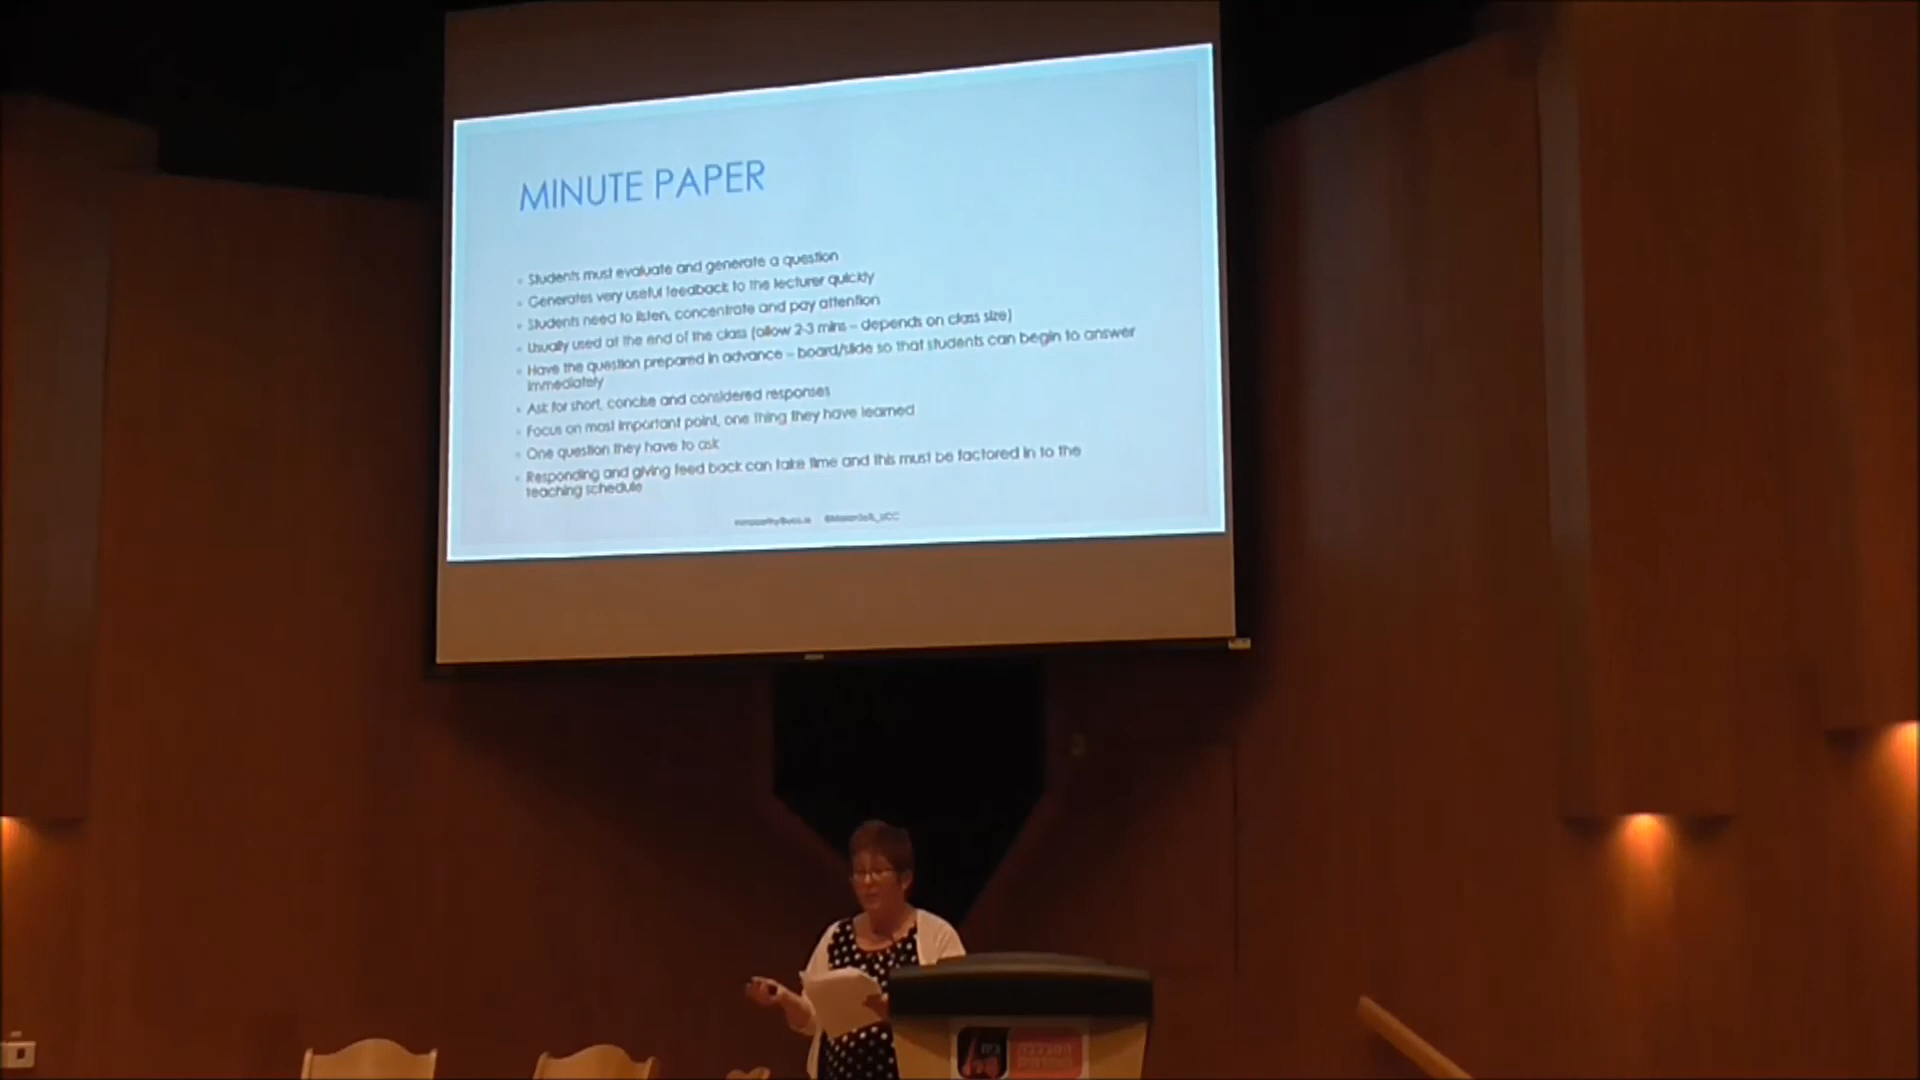 MINUTE PAPER
Students must evaluate and generate a question
Generates very useful feedback to the lecturer quickly
Students need to listen, concentrate and pay attention
Usually used at the end of the class (allow 2-3 mins – depends on class size)
Have the question prepared in advance – board/slide so that students can begin to answer
immediately
Ask for short, concise and considered responses
Focus on most important point, one thing they have learned
One question they have to ask
Responding and giving feed back can take time and this must be factored in to the
teaching schedule